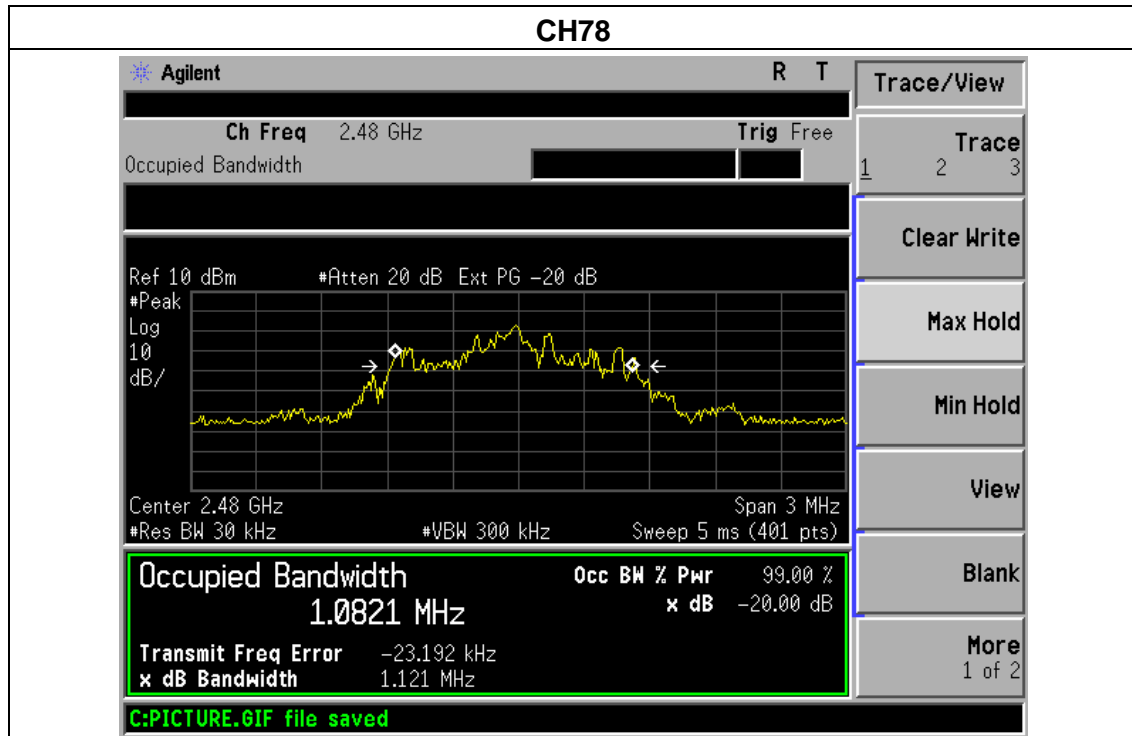 CH78
Agilent
R T
Trace/View
Ch Freq 2.48 GHz
Trig Free
Occupied Bandwidth
Trace
1 2 3
Clear Write
Ref 10 dBm #Atten 20 dB Ext PG -20 dB
#Peak
Log
10
dB/
Max Hold
Min Hold
View
Center 2.48 GHz
Span 3 MHz
#Res BW 30 kHz #VBW 300 kHz Sweep 5 ms (401 pts)
Occupied Bandwidth
1.0821 MHz
Occ BW % Pwr 99.00 %
x dB -20.00 dB
Blank
Transmit Freq Error -23.192 kHz
x dB Bandwidth 1.121 MHz
More
1 of 2
C:PICTURE.GIF file saved